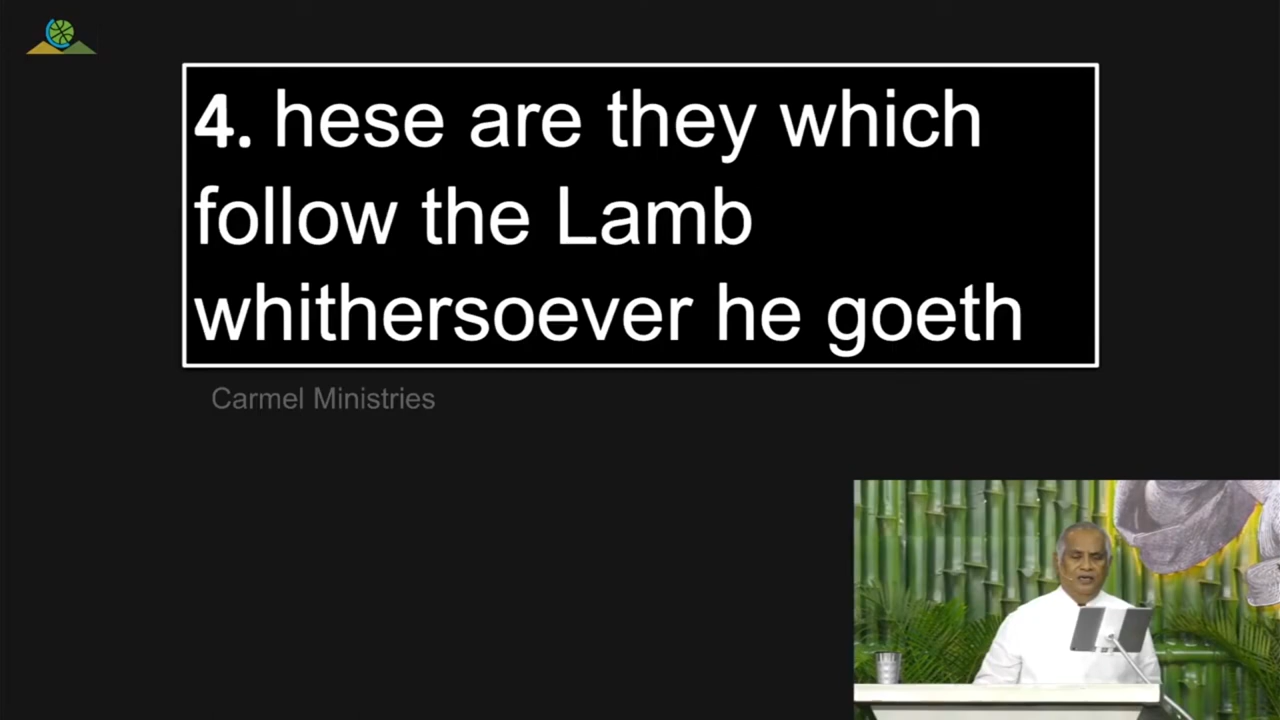 4. hese are they which
follow the Lamb
whithersoever he goeth
Carmel Ministries